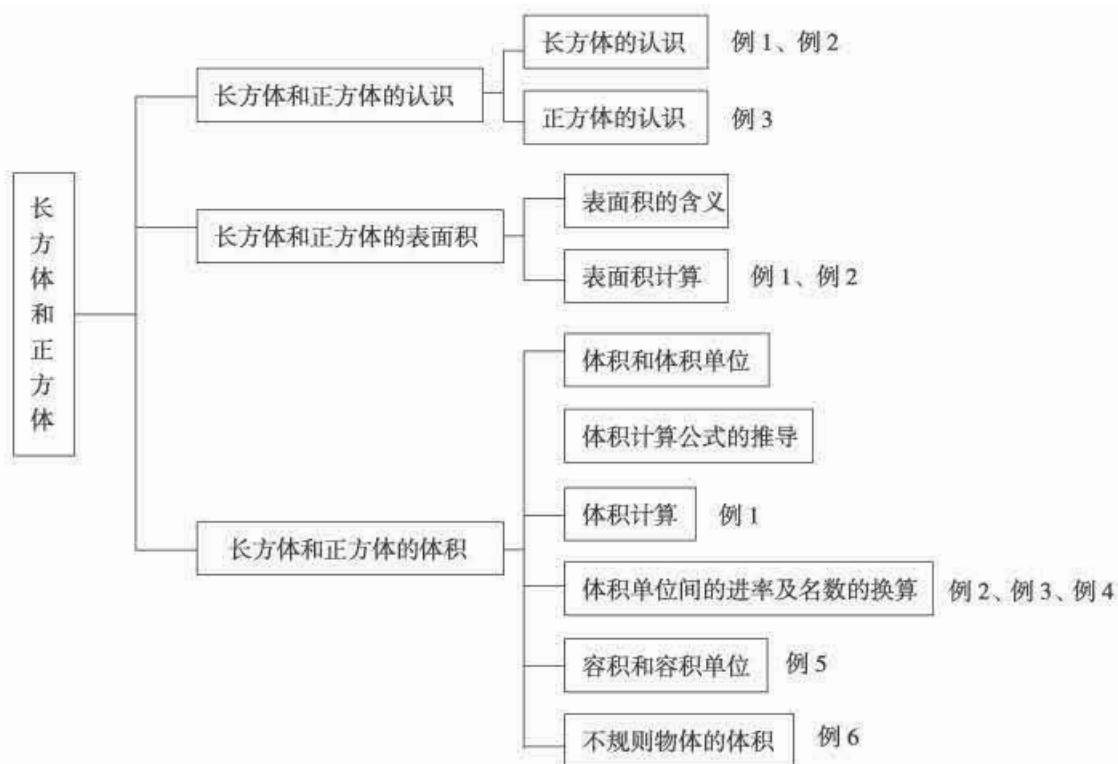 长方体和正方体
长方体和正方体的认识
长方体的认识 例 1、例 2
正方体的认识 例 3
长方体和正方体的表面积
表面积的含义
表面积计算 例 1、例 2
长方体和正方体的体积
体积和体积单位
体积计算公式的推导
体积计算 例 1
体积单位间的进率及名数的换算 例 2、例 3、例 4
容积和容积单位 例 5
不规则物体的体积 例 6